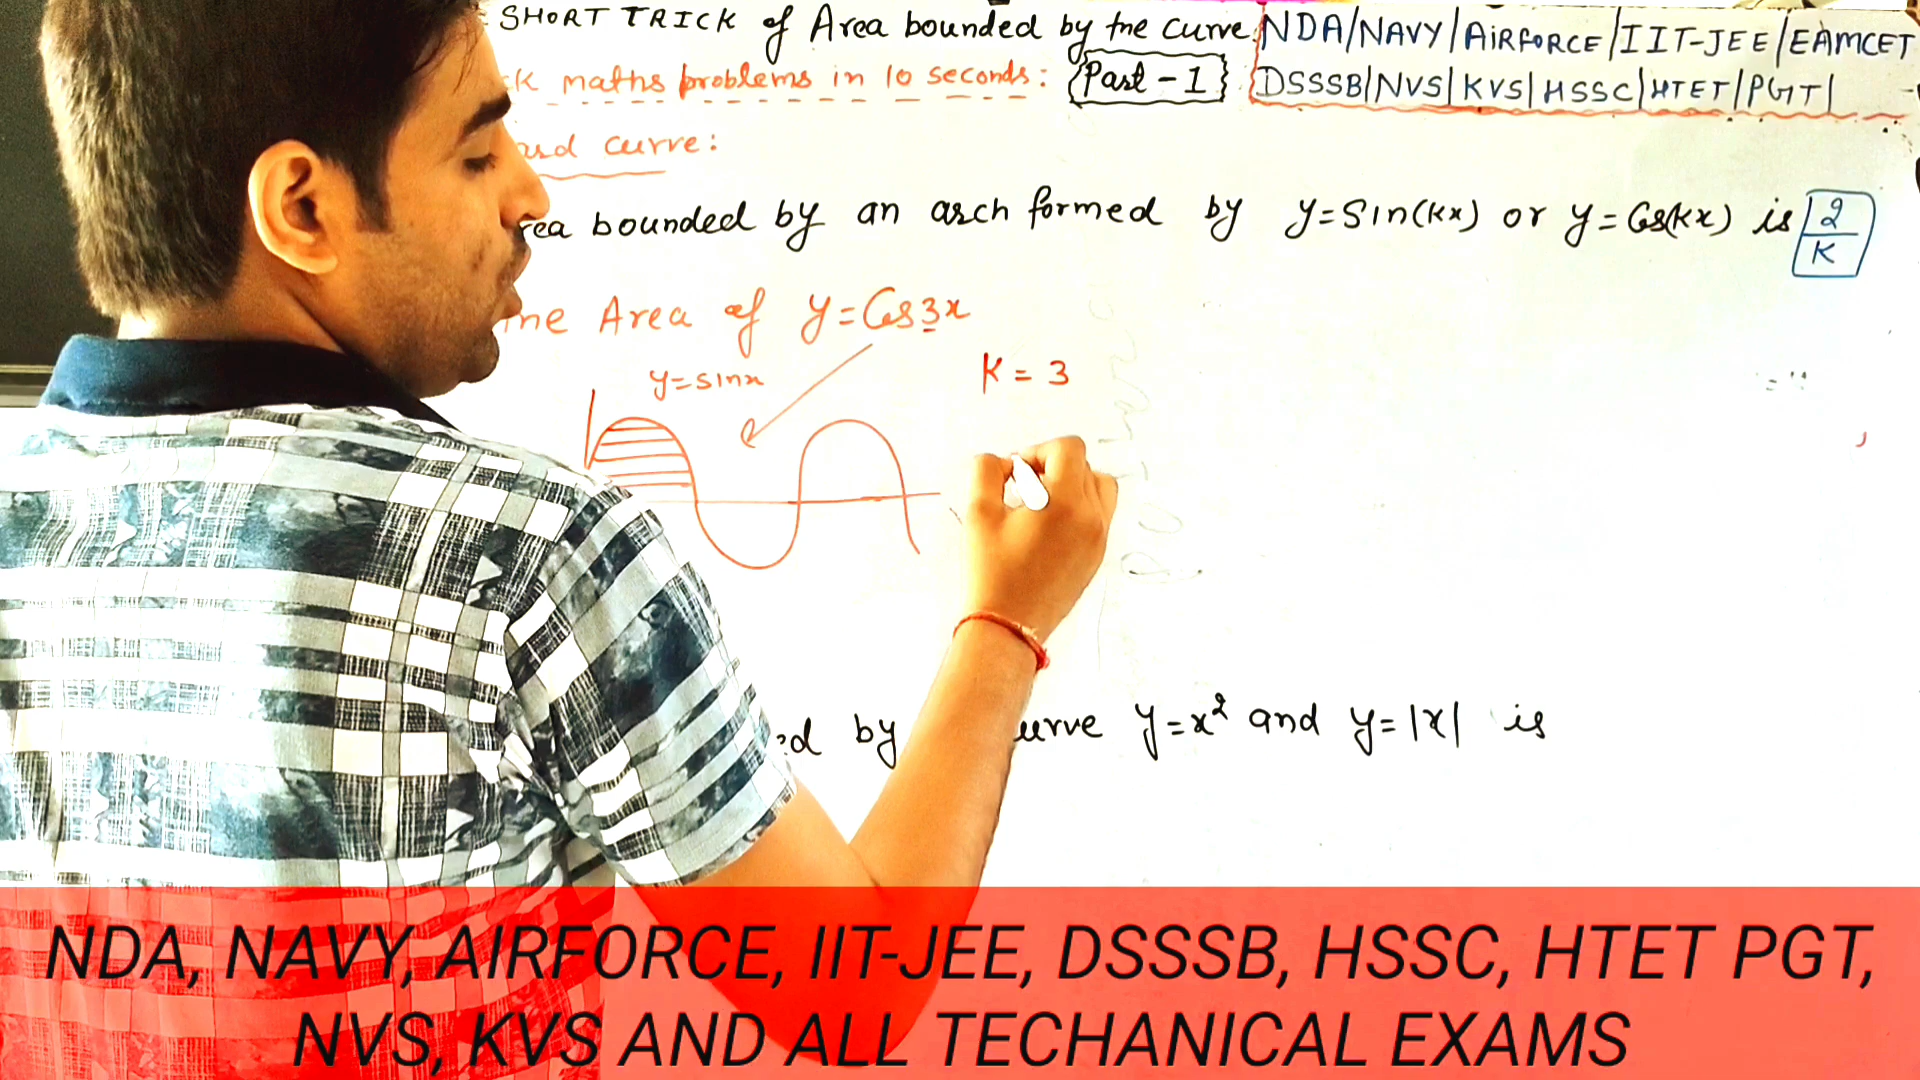 SHORT TRICK of Area bounded by the curve. NDA/NAVY/AIRFORCE/IIT-JEE/EAMCET
maths problems in 10 seconds: Part-1 DSSSB/NVS/KVS/HSSC/HTET/PGT/
curve:
bounded by an arch formed by y=Sin(kx) or y=Cos(kx) is 2/K
Area of y=Cos3x
y=sinx
K=3
by y=x² and y=|x| is
NDA, NAVY, AIRFORCE, IIT-JEE, DSSSB, HSSC, HTET PGT,
NVS, KVS AND ALL TECHANICAL EXAMS